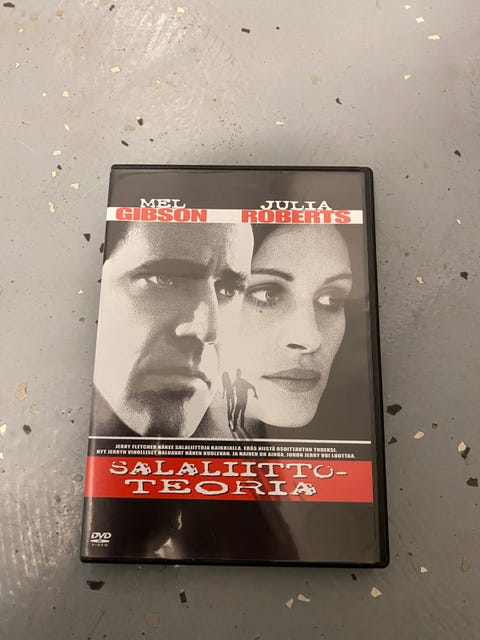 MEL GIBSON
JULIA ROBERTS
JERRY FLETCHER NÄKEE SALALIITTOJA KAIKKIALLA. ERÄS NIISTÄ OSOITTAUTUU TODEKSI.
NYT JERRYN VIHOLLISET HALUAVAT HÄNEN KUOLEVAN. JA NAINEN ON AINOA, JOHON JERRY VOI LUOTTAA.
SALALIITTO-
TEORIA
DVD
VIDEO